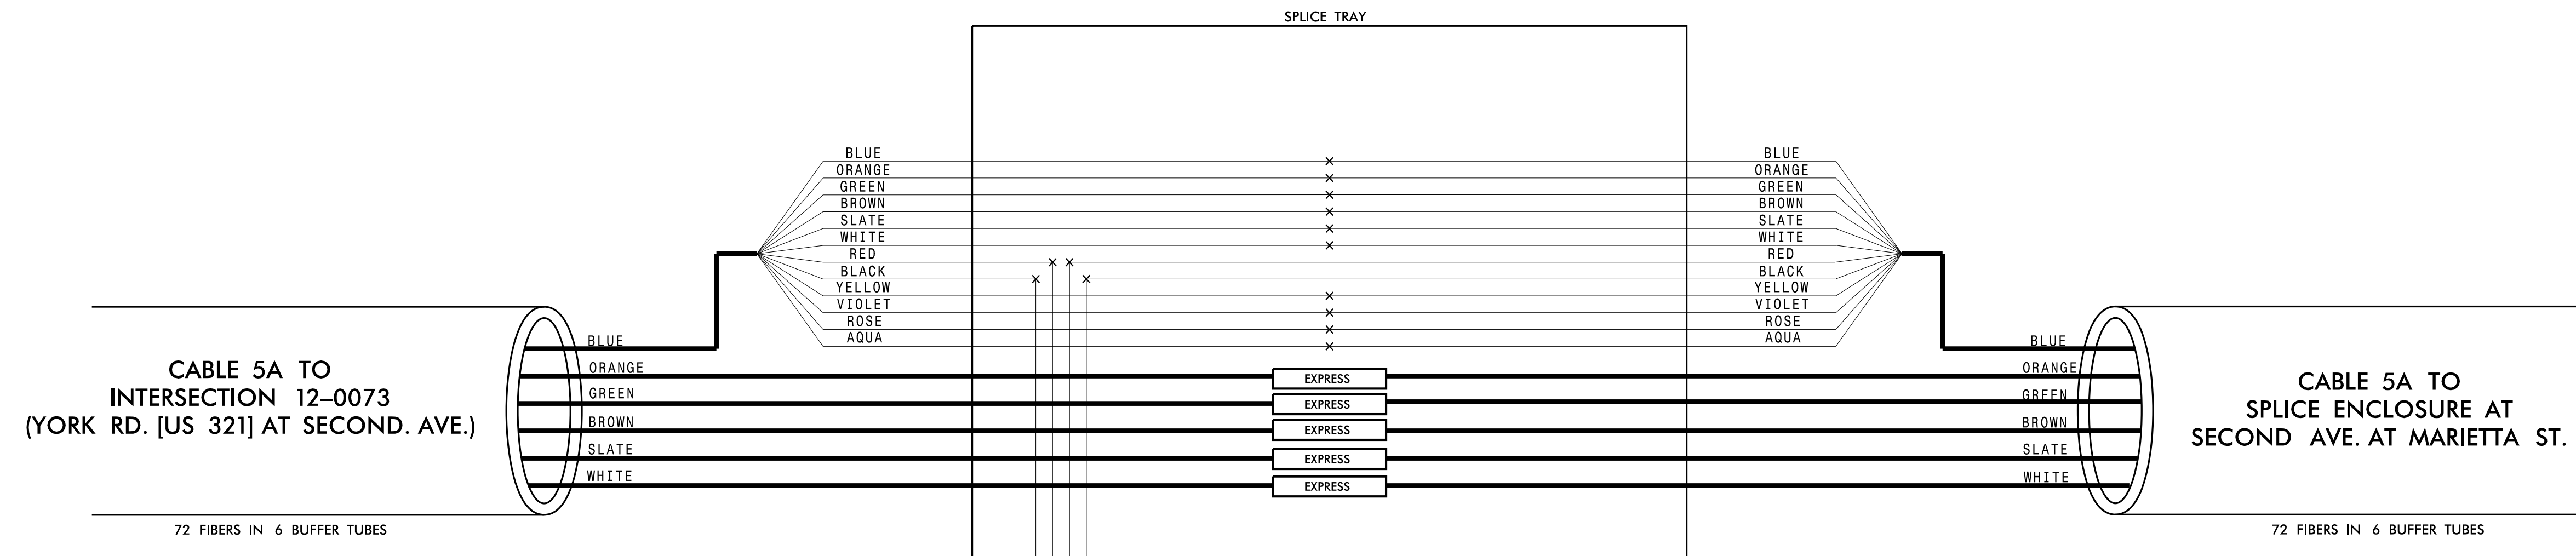 SPLICE TRAY
BLUE
ORANGE
GREEN
BROWN
SLATE
WHITE
RED
BLACK
YELLOW
VIOLET
ROSE
AQUA
BLUE
ORANGE
GREEN
BROWN
SLATE
WHITE
RED
BLACK
YELLOW
VIOLET
ROSE
AQUA
CABLE 5A TO
INTERSECTION 12–0073
(YORK RD. [US 321] AT SECOND. AVE.)
72 FIBERS IN 6 BUFFER TUBES
BLUE
ORANGE
GREEN
BROWN
SLATE
WHITE
EXPRESS
EXPRESS
EXPRESS
EXPRESS
EXPRESS
BLUE
ORANGE
GREEN
BROWN
SLATE
WHITE
CABLE 5A TO
SPLICE ENCLOSURE AT
SECOND AVE. AT MARIETTA ST.
72 FIBERS IN 6 BUFFER TUBES